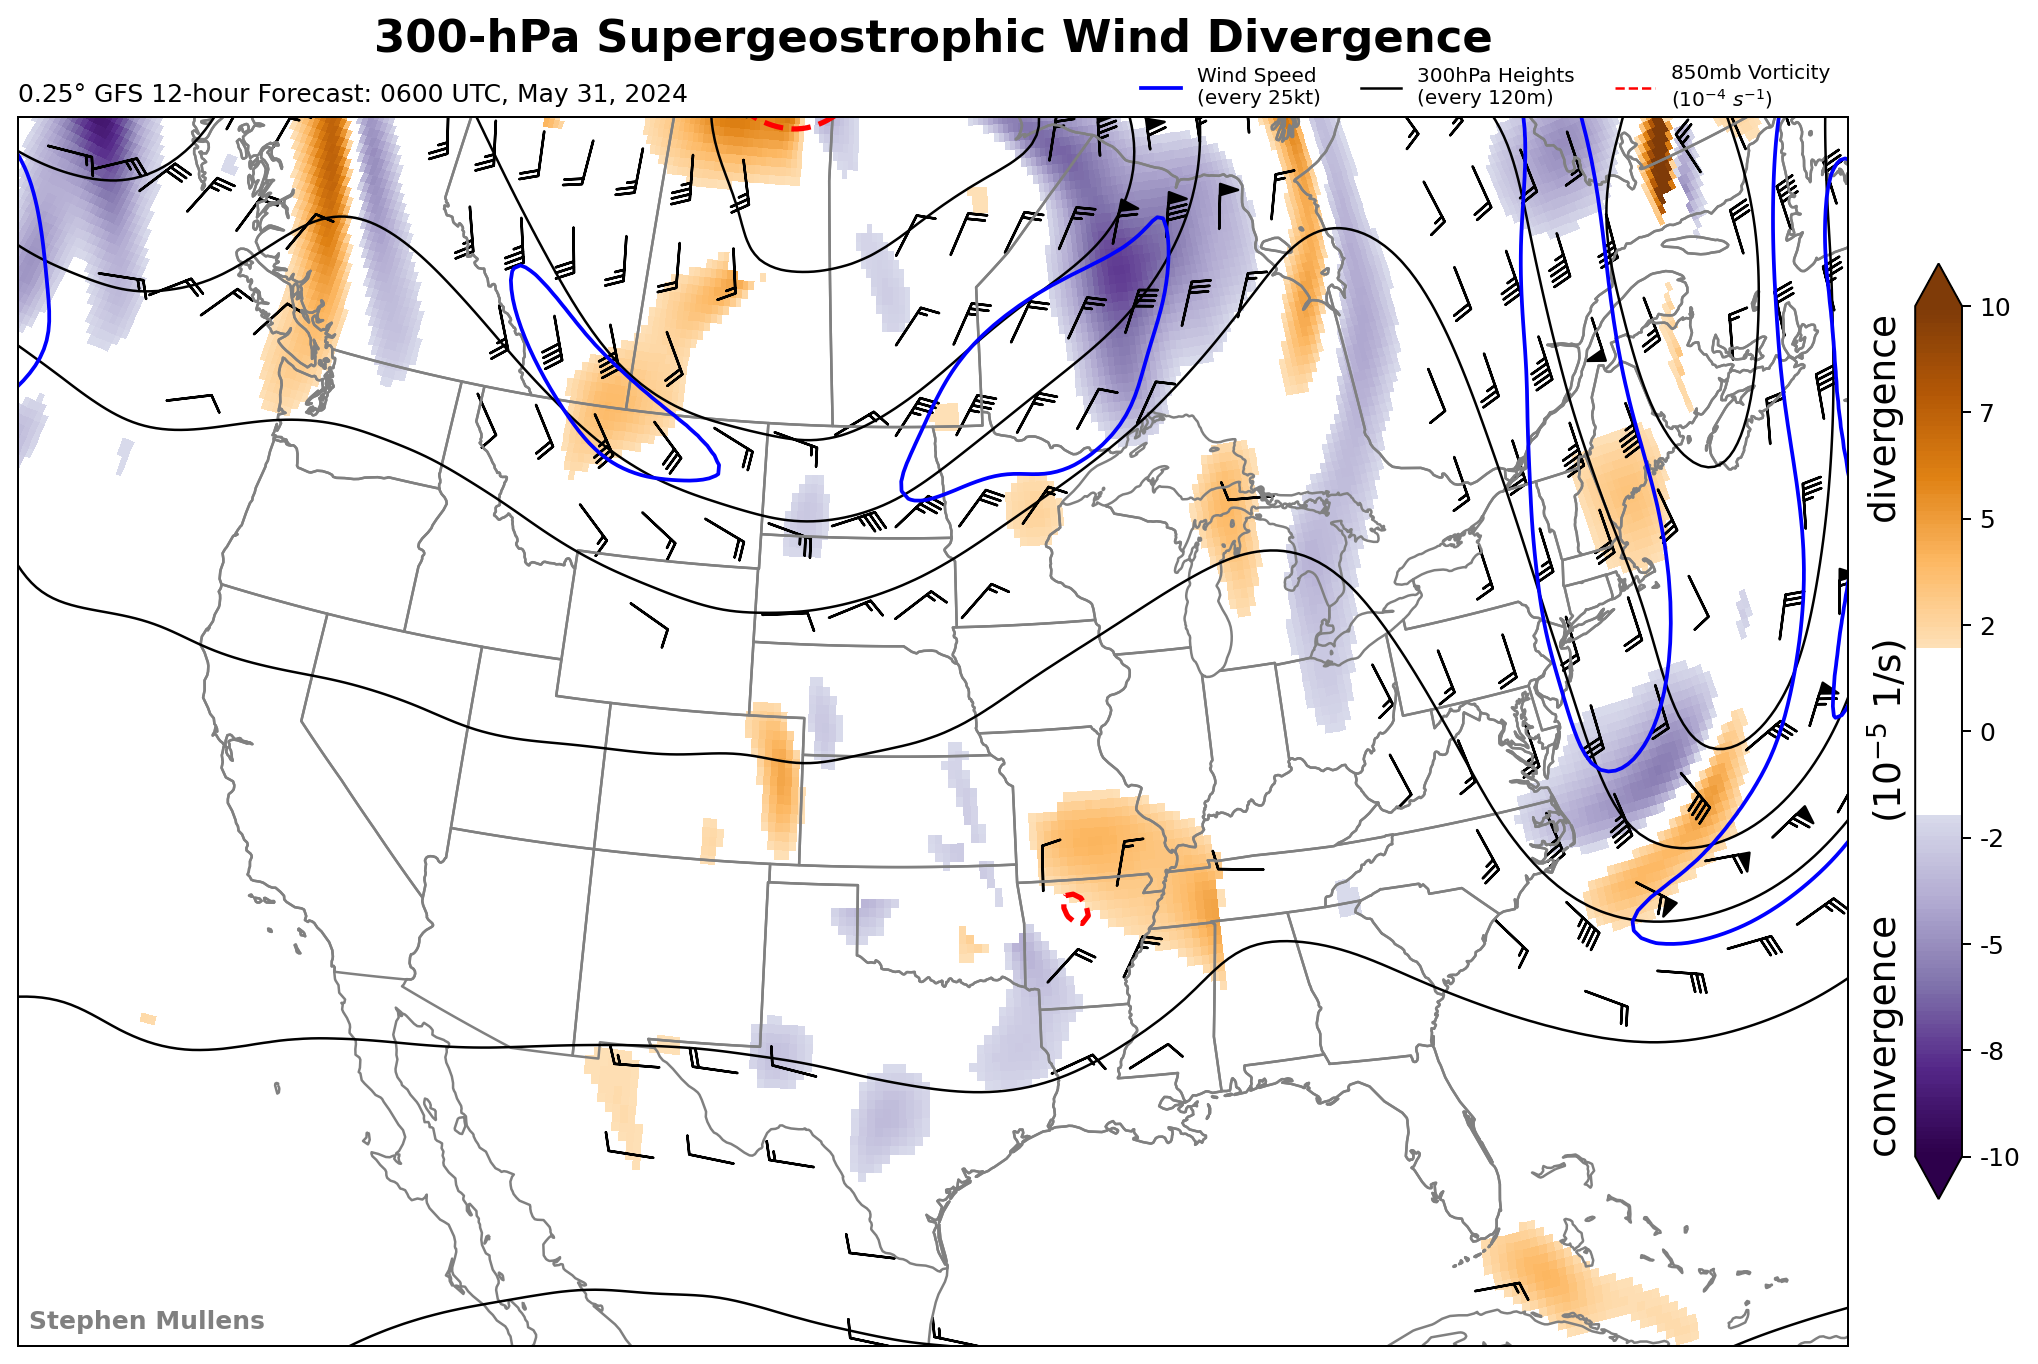 300-hPa Supergeostrophic Wind Divergence
0.25° GFS 12-hour Forecast: 0600 UTC, May 31, 2024
Wind Speed
(every 25kt)
300hPa Heights
(every 120m)
850mb Vorticity
(10⁻⁴ s⁻¹)
10
7
5
2
0
-2
-5
-8
-10
convergence (10⁻⁵ 1/s) divergence
Stephen Mullens